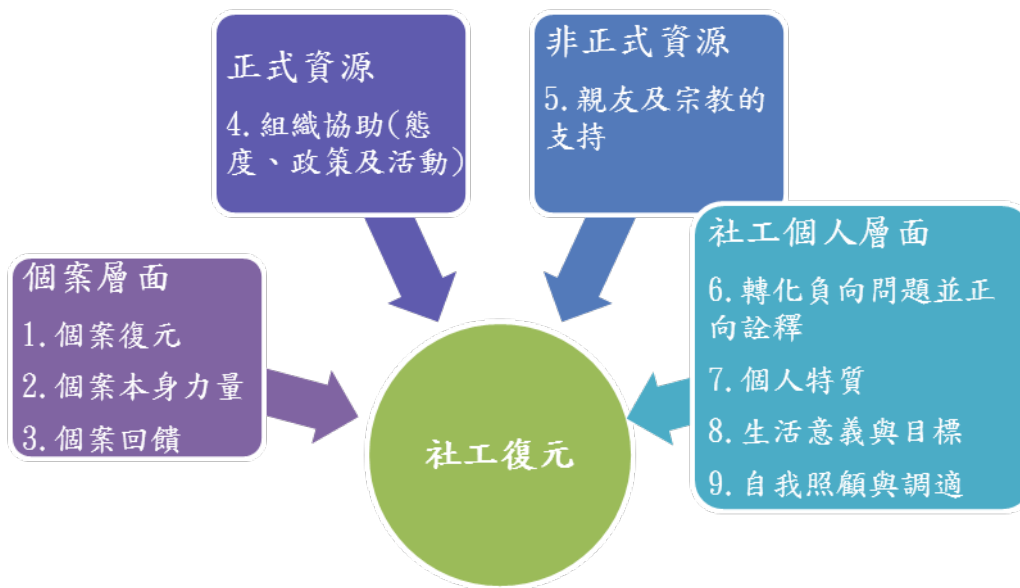 正式資源
4.組織協助(態
度、政策及活動)
非正式資源
5.親友及宗教的
支持
個案層面
1.個案復元
2.個案本身力量
3.個案回饋
社工個人層面
6.轉化負向問題並正
向詮釋
7.個人特質
8.生活意義與目標
9.自我照顧與調適
社工復元